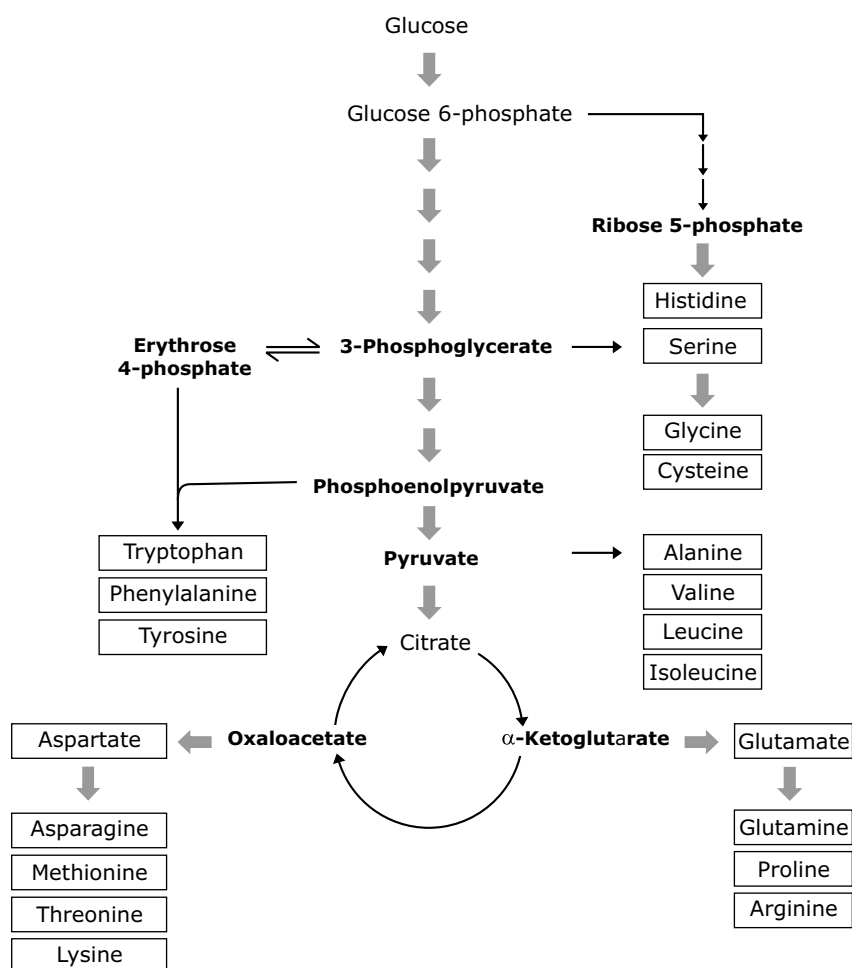 Glucose
Glucose 6-phosphate
Ribose 5-phosphate
Histidine
Erythrose
4-phosphate
3-Phosphoglycerate
Serine
Glycine
Cysteine
Phosphoenolpyruvate
Tryptophan
Phenylalanine
Tyrosine
Pyruvate
Alanine
Valine
Leucine
Isoleucine
Citrate
Aspartate
Oxaloacetate
α-Ketoglutarate
Glutamate
Asparagine
Methionine
Threonine
Lysine
Glutamine
Proline
Arginine